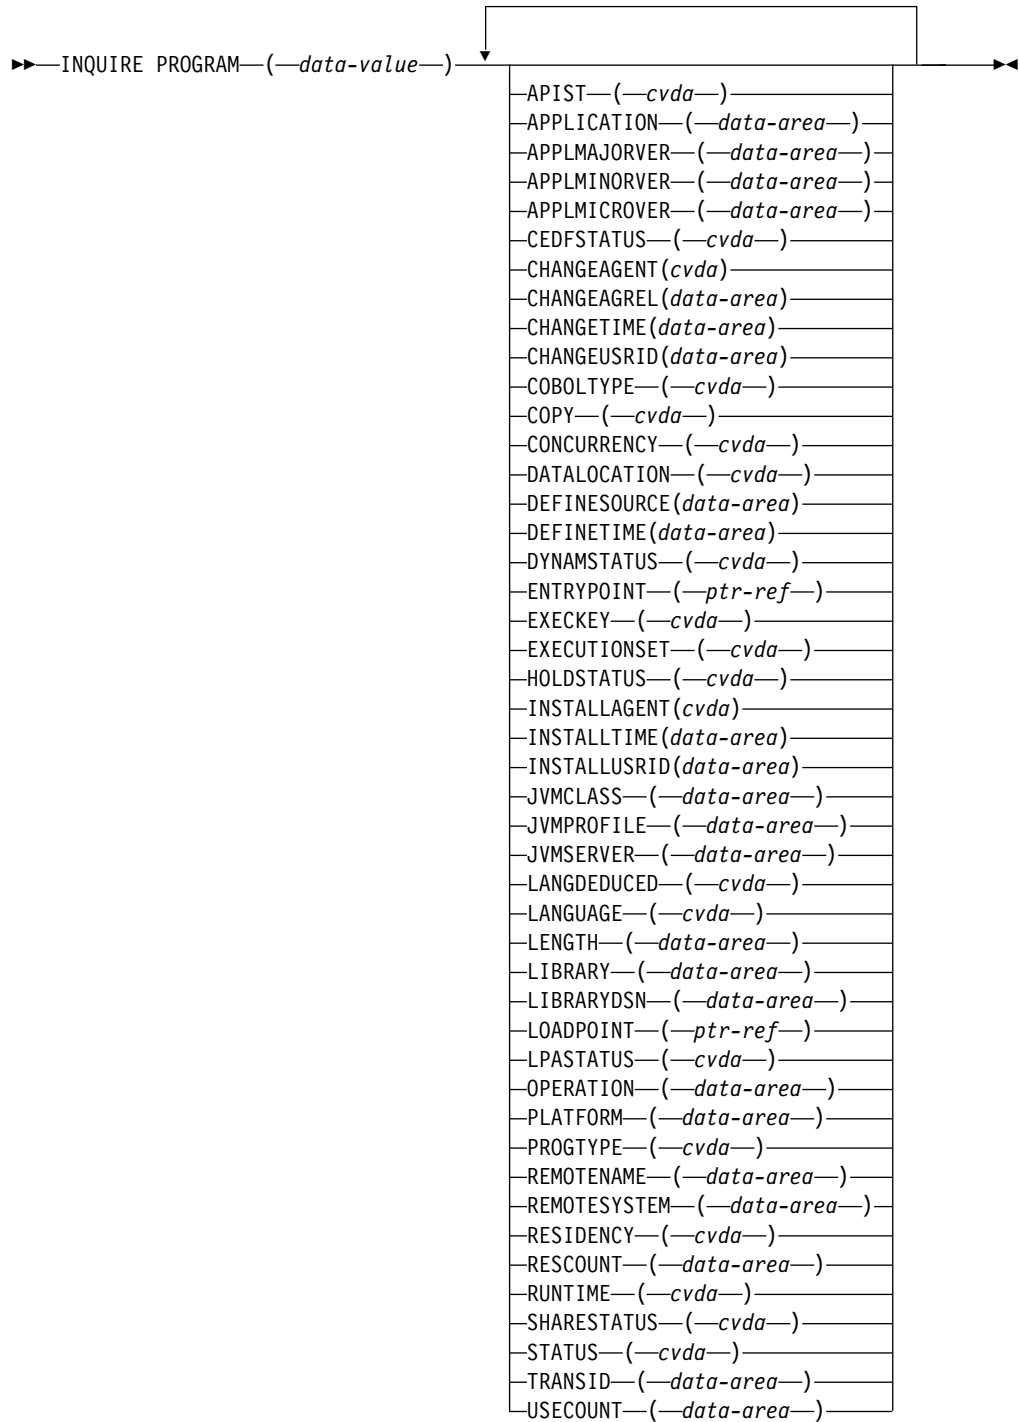 INQUIRE PROGRAM ( data-value )
APIST ( cvda )
APPLICATION ( data-area )
APPLMAJORVER ( data-area )
APPLMINORVER ( data-area )
APPLMICROVER ( data-area )
CEDFSTATUS ( cvda )
CHANGEAGENT(cvda)
CHANGEAGREL(data-area)
CHANGETIME(data-area)
CHANGEUSRID(data-area)
COBOLTYPE ( cvda )
COPY ( cvda )
CONCURRENCY ( cvda )
DATALOCATION ( cvda )
DEFINESOURCE(data-area)
DEFINETIME(data-area)
DYNAMSTATUS ( cvda )
ENTRYPOINT ( ptr-ref )
EXECKEY ( cvda )
EXECUTIONSET ( cvda )
HOLDSTATUS ( cvda )
INSTALLAGENT(cvda)
INSTALLTIME(data-area)
INSTALLUSRID(data-area)
JVMCLASS ( data-area )
JVMPROFILE ( data-area )
JVMSERVER ( data-area )
LANGDEDUCED ( cvda )
LANGUAGE ( cvda )
LENGTH ( data-area )
LIBRARY ( data-area )
LIBRARYDSN ( data-area )
LOADPOINT ( ptr-ref )
LPASTATUS ( cvda )
OPERATION ( data-area )
PLATFORM ( data-area )
PROGTYPE ( cvda )
REMOTENAME ( data-area )
REMOTESYSTEM ( data-area )
RESIDENCY ( cvda )
RESCOUNT ( data-area )
RUNTIME ( cvda )
SHARESTATUS ( cvda )
STATUS ( cvda )
TRANSID ( data-area )
USECOUNT ( data-area )